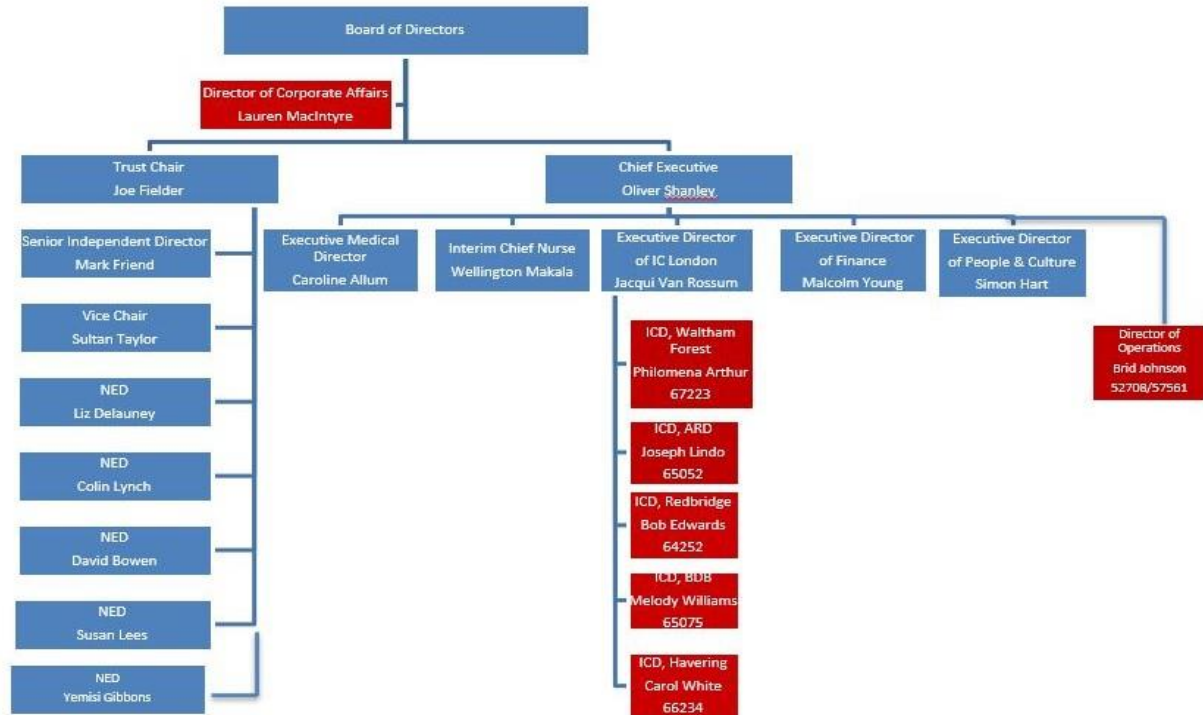 Board of Directors
Director of Corporate Affairs
Lauren MacIntyre
Trust Chair
Joe Fielder
Chief Executive
Oliver Shanley
Senior Independent Director
Mark Friend
Vice Chair
Sultan Taylor
NED
Liz Delauney
NED
Colin Lynch
NED
David Bowen
NED
Susan Lees
NED
Yemisi Gibbons
Executive Medical
Director
Caroline Allum
Interim Chief Nurse
Wellington Makala
Executive Director
of IC London
Jacqui Van Rossum
Executive Director
of Finance
Malcolm Young
Executive Director
of People & Culture
Simon Hart
ICD, Waltham
Forest
Philomena Arthur
67223
ICD, ARD
Joseph Lindo
65052
ICD, Redbridge
Bob Edwards
64252
ICD, BDB
Melody Williams
65075
ICD, Havering
Carol White
66234
Director of
Operations
Brid Johnson
52708/57561